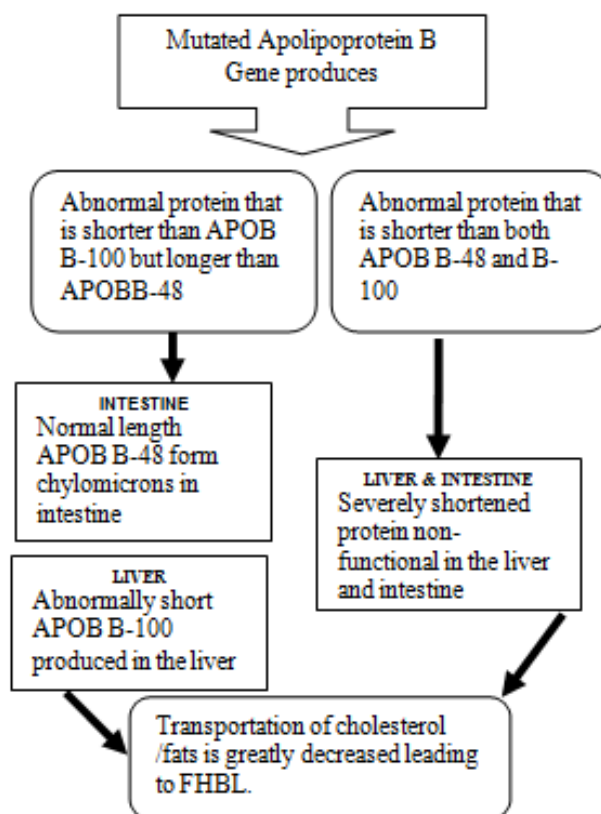 Mutated Apolipoprotein B
Gene produces
Abnormal protein that
is shorter than APOB
B-100 but longer than
APOBB-48
Abnormal protein that
is shorter than both
APOB B-48 and B-
100
INTESTINE
Normal length
APOB B-48 form
chylomicrons in
intestine
LIVER & INTESTINE
Severely shortened
protein non-
functional in the liver
and intestine
LIVER
Abnormally short
APOB B-100
produced in the liver
Transportation of cholesterol
/fats is greatly decreased leading
to FHBL.